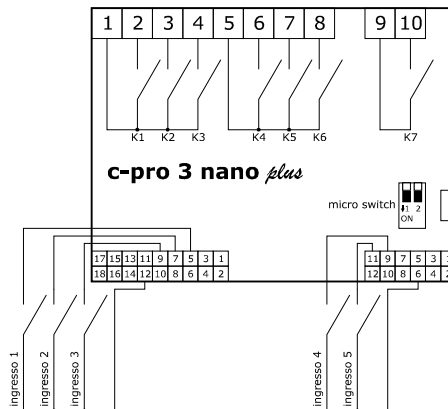 1 2 3 4 5 6 7 8 9 10
K1 K2 K3 K4 K5 K6 K7
c-pro 3 nano plus
micro switch
1 2
ON
17 15 13 11 9 7 5 3 1
18 16 14 12 10 8 6 4 2
11 9 7 5 3 1
12 10 8 6 4 2
ingresso 1
ingresso 2
ingresso 3
ingresso 4
ingresso 5